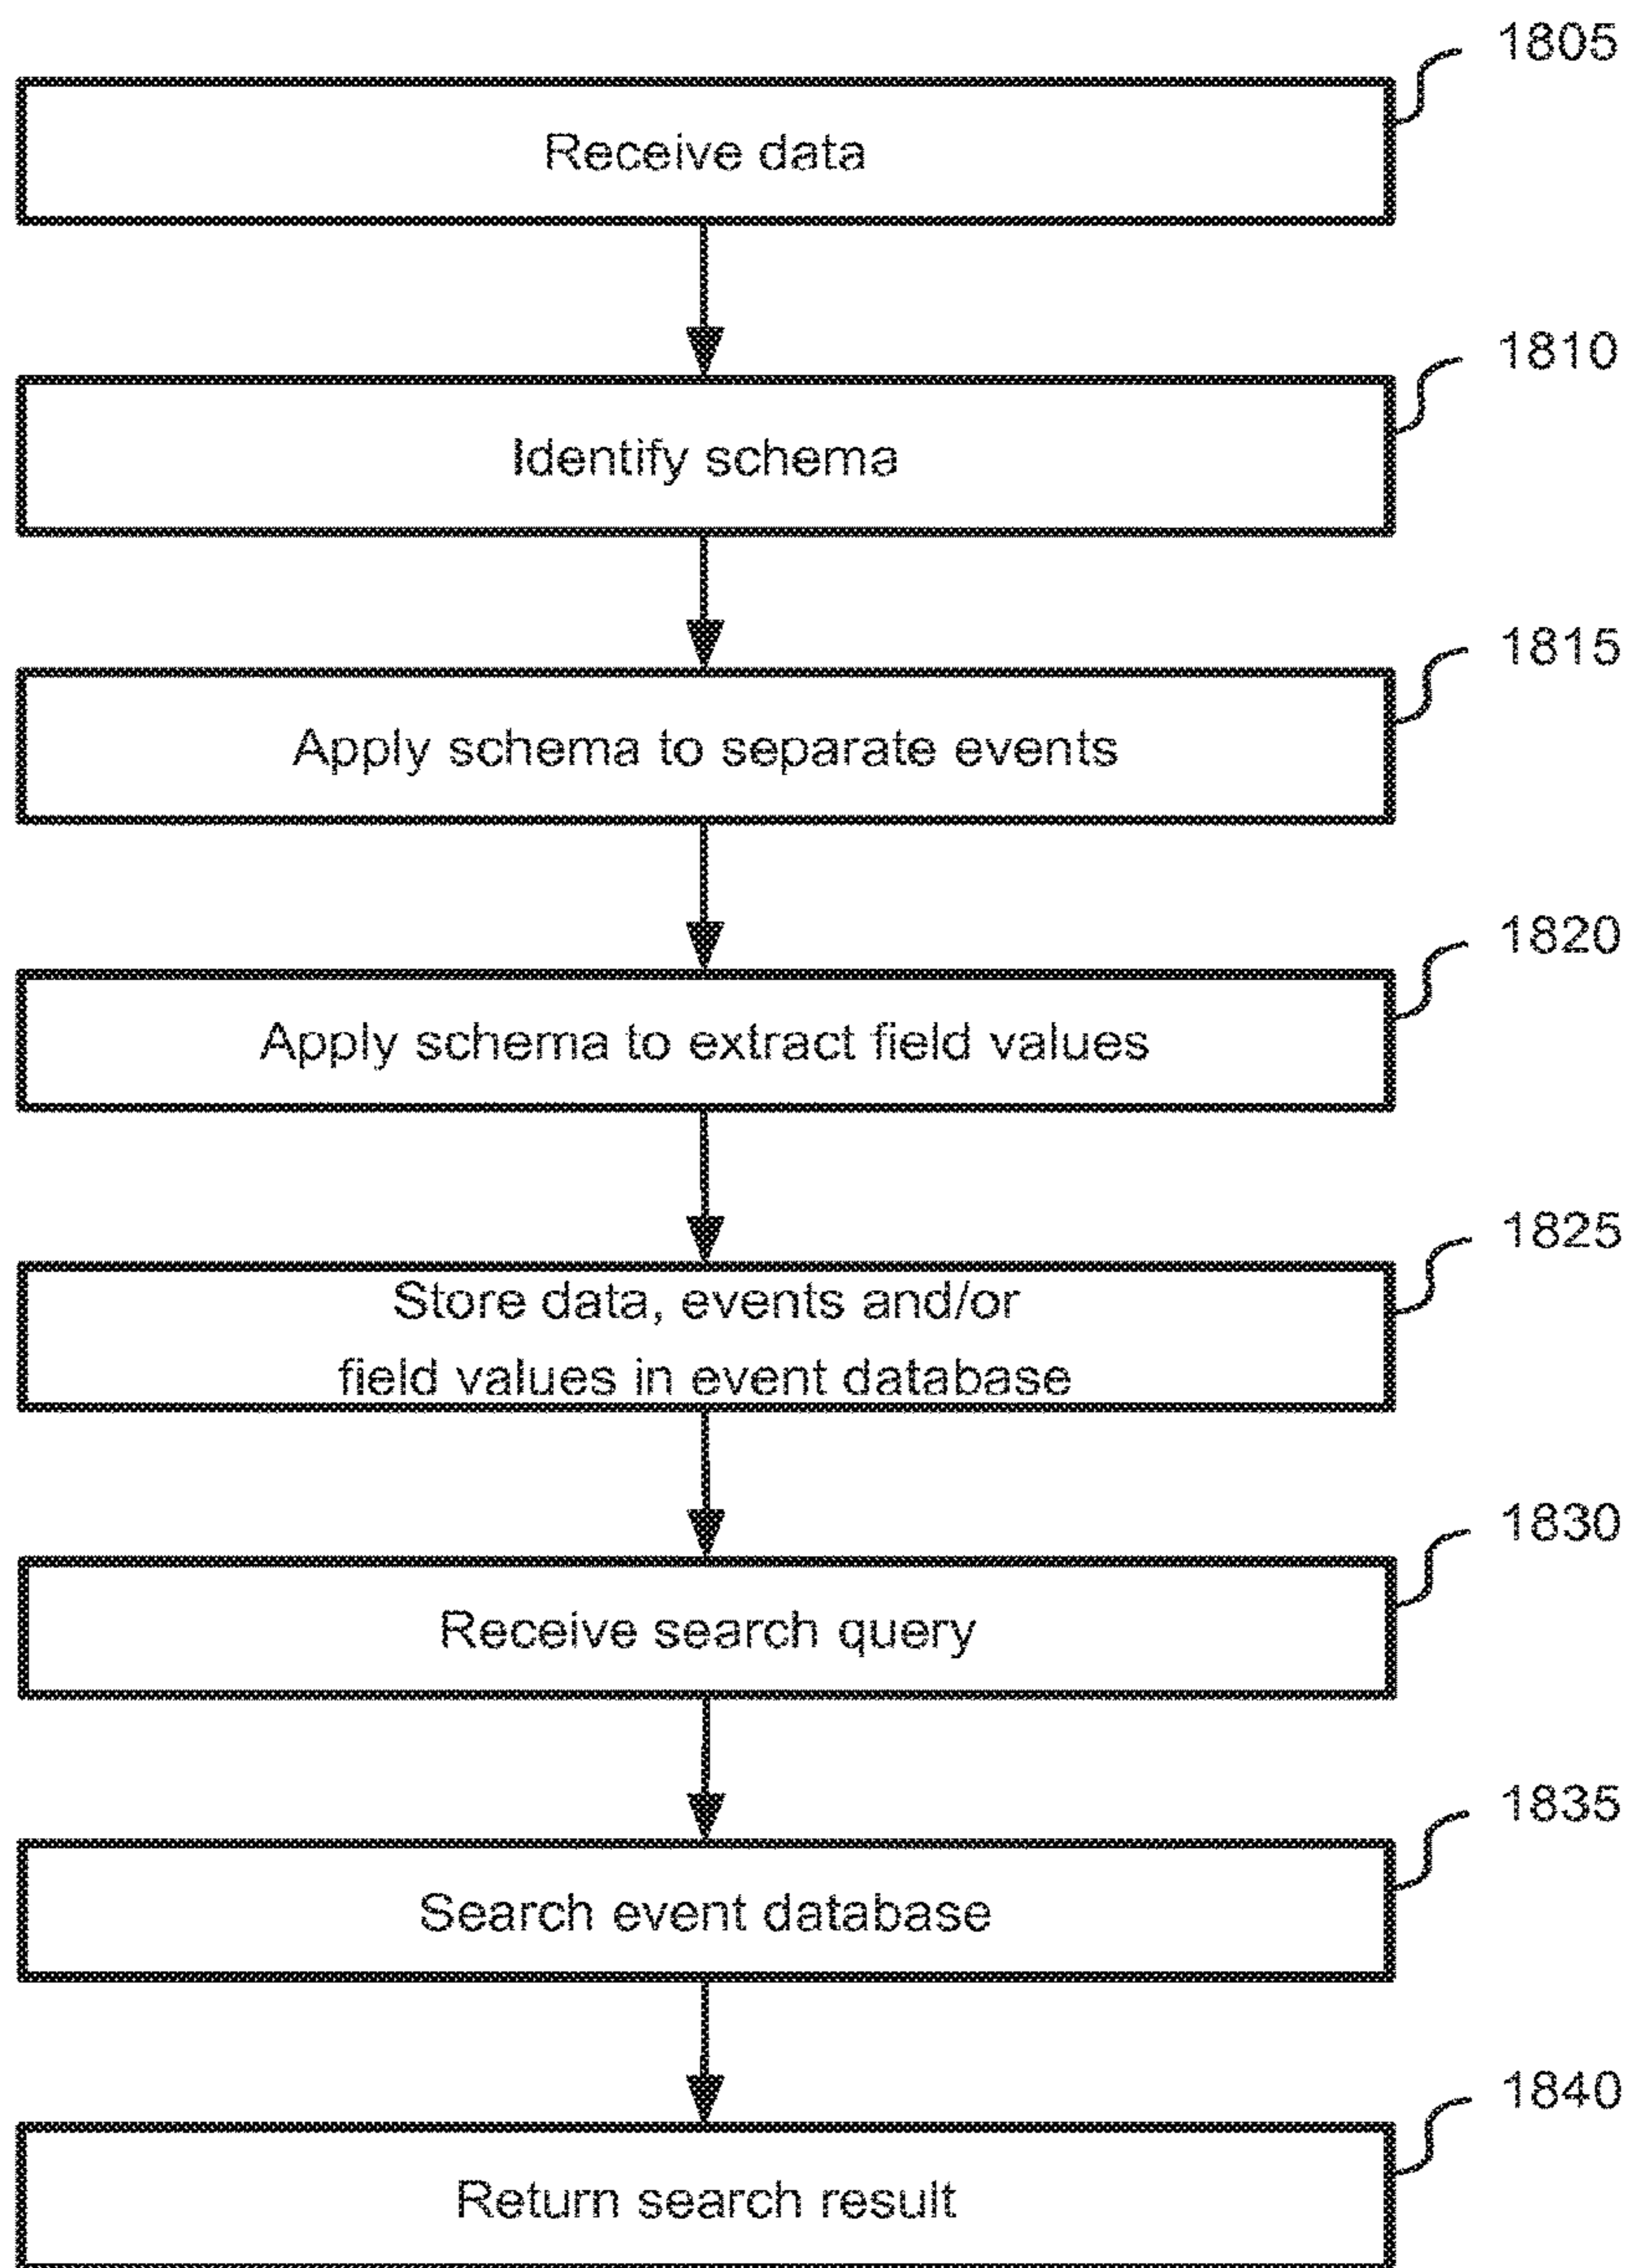 1805
Receive data
1810
Identify schema
1815
Apply schema to separate events
1820
Apply schema to extract field values
1825
Store data, events and/or
field values in event database
1830
Receive search query
1835
Search event database
1840
Return search result